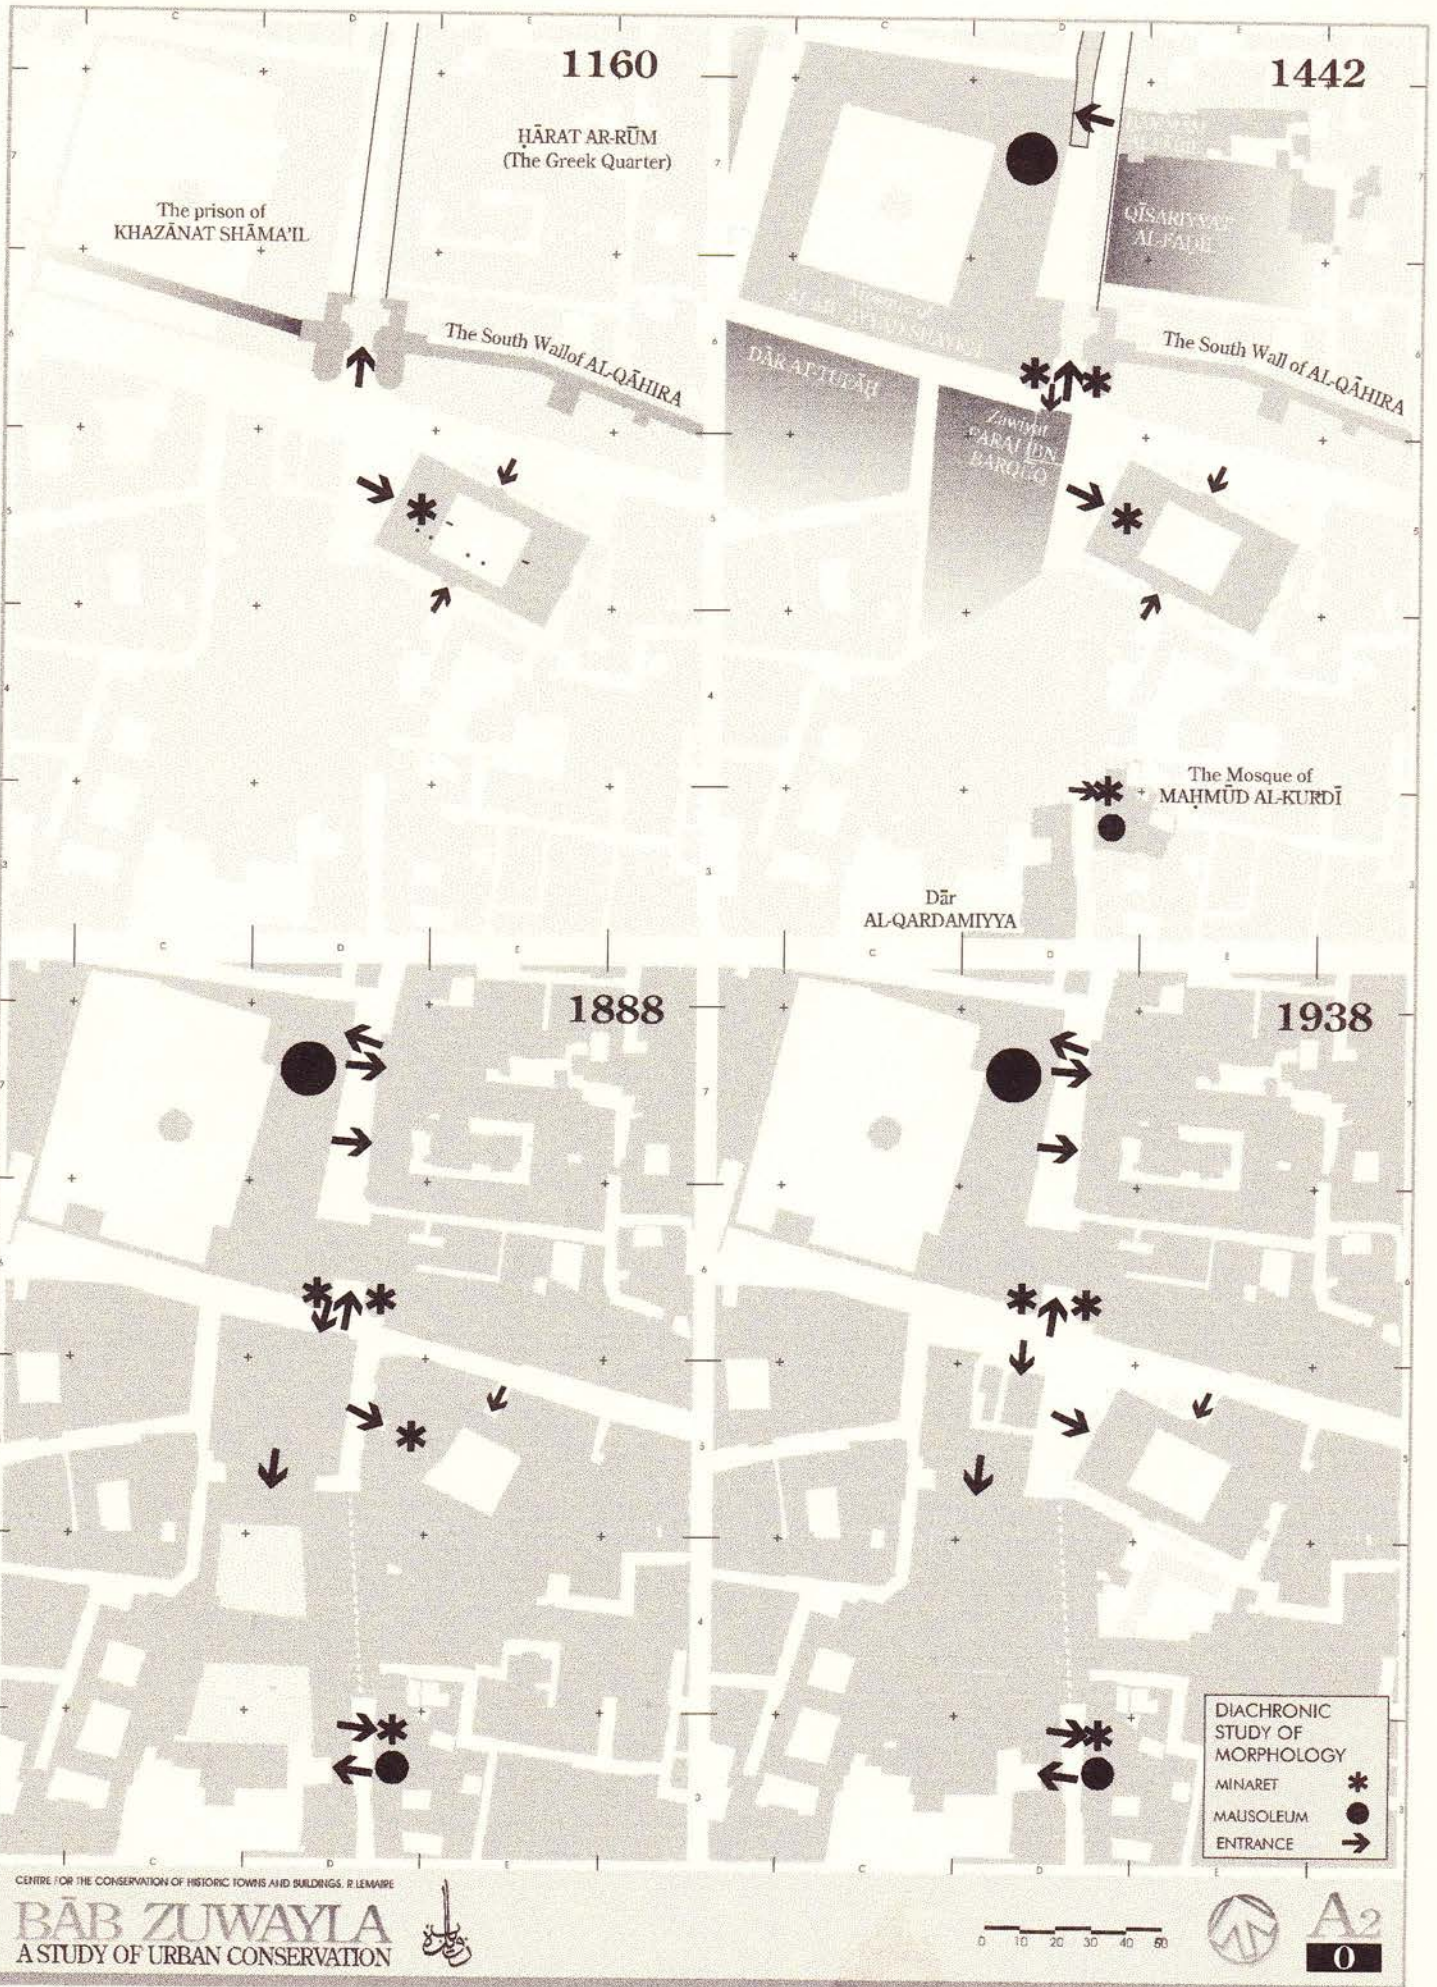 1160
ḤĀRAT AR-RŪM
(The Greek Quarter)
The prison of
KHAZĀNAT SHĀMA'IL
The South Wallof AL-QĀHIRA
1442
QĪSARIYYAT
AL-FADIL
DĀR AT-TUFĀḤ
Zawiyat
FARAJ IBN
BARQŪQ
The South Wall of AL-QĀHIRA
The Mosque of
MAḤMŪD AL-KURDĪ
Dār
AL-QARDAMIYYA
1888
1938
DIACHRONIC
STUDY OF
MORPHOLOGY
MINARET
MAUSOLEUM
ENTRANCE
CENTRE FOR THE CONSERVATION OF HISTORIC TOWNS AND BUILDINGS. R LEMAIRE
BĀB ZUWAYLA
A STUDY OF URBAN CONSERVATION
0 10 20 30 40 50
A2
0